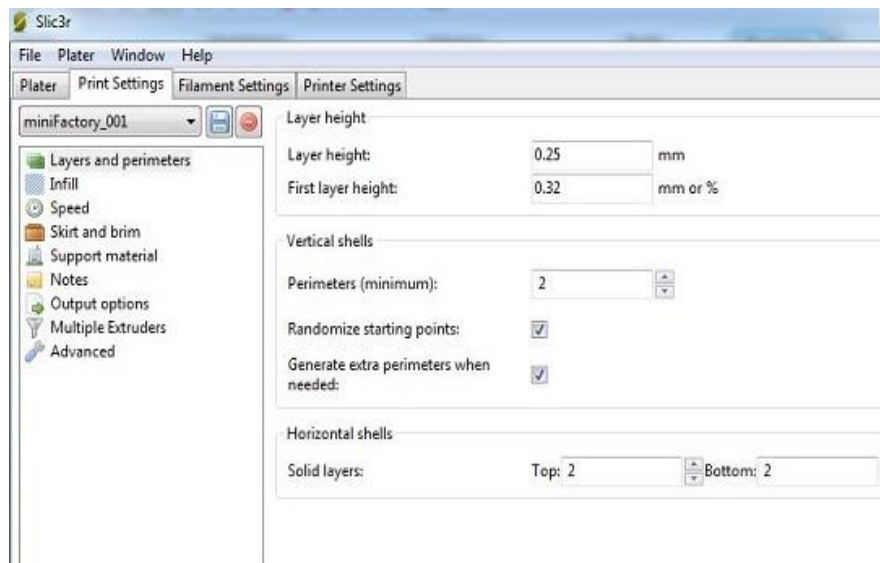 Slic3r
File Plater Window Help
Plater Print Settings Filament Settings Printer Settings
miniFactory_001
Layers and perimeters
Infill
Speed
Skirt and brim
Support material
Notes
Output options
Multiple Extruders
Advanced
Layer height
Layer height: 0.25 mm
First layer height: 0.32 mm or %
Vertical shells
Perimeters (minimum): 2
Randomize starting points:
Generate extra perimeters when
needed:
Horizontal shells
Solid layers: Top: 2 Bottom: 2